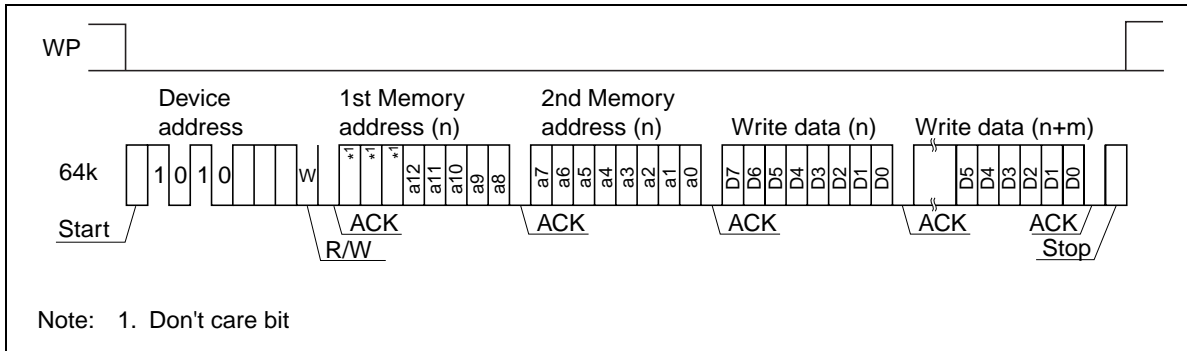 WP
Device
address
1st Memory
address (n)
2nd Memory
address (n)
Write data (n)
Write data (n+m)
64k
1 0 1 0
W
*1 *1 *1 a12 a11 a10 a9 a8
a7 a6 a5 a4 a3 a2 a1 a0
D7 D6 D5 D4 D3 D2 D1 D0
D5 D4 D3 D2 D1 D0
Start
R/W
ACK
ACK
ACK
ACK
ACK
Stop
Note: 1. Don't care bit